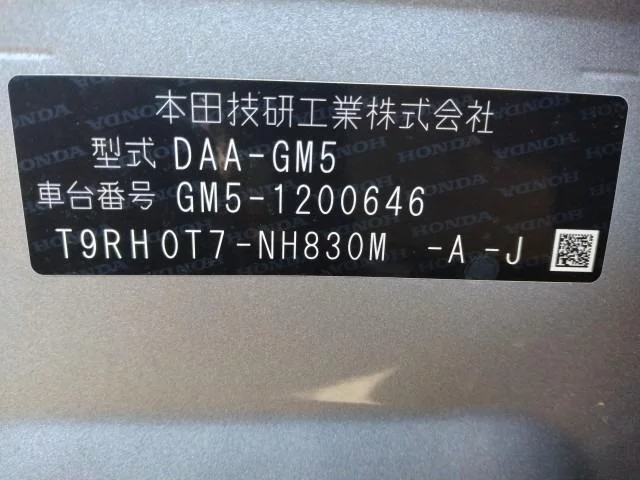 本田技研工業株式会社
型式 DAA-GM5
車台番号 GM5-1200646
T9RH0T7-NH830M -A -J